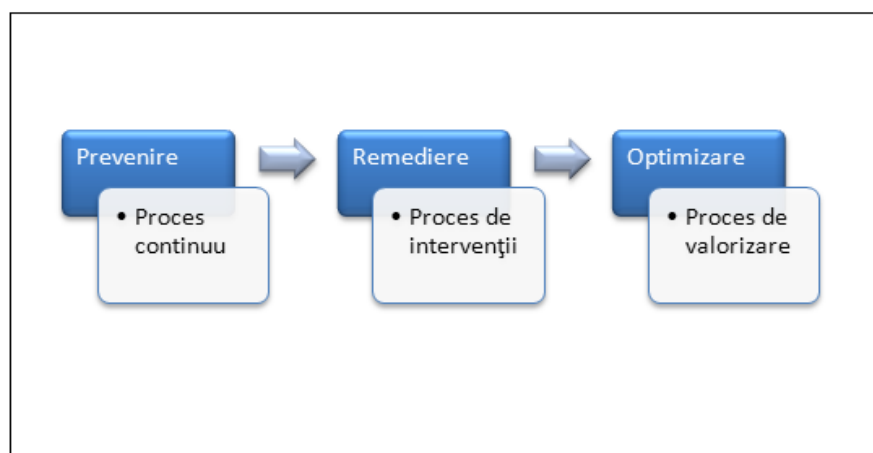 Prevenire
• Proces
continuu
Remediere
• Proces de
intervenţii
Optimizare
• Proces de
valorizare